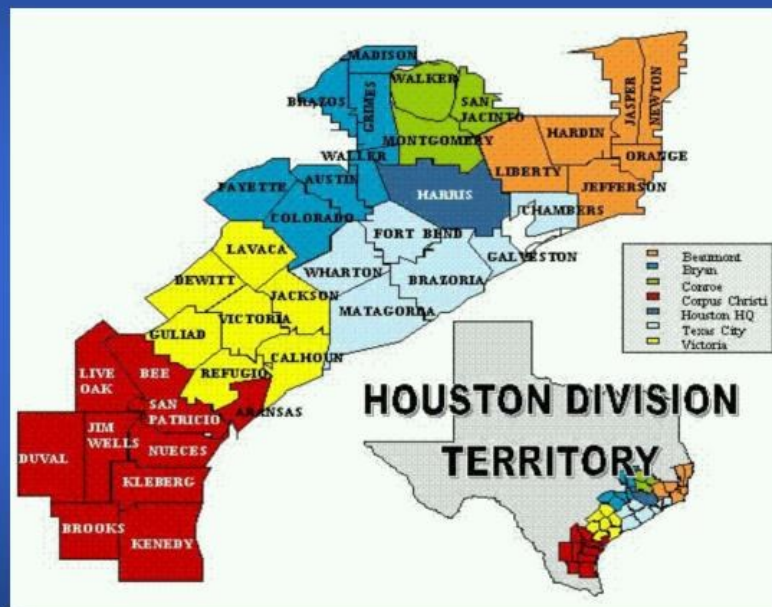 MADISON
WALKER
BRAZOS
GRIMES
SAN
JACINTO
JASPER
NEWTON
MONTGOMERY
HARDIN
WALLER
ORANGE
LIBERTY
AUSTIN
FAYETTE
HARRIS
JEFFERSON
COLORADO
CHAMBERS
FORT BEND
LAVACA
GALVESTON
WHARTON
BRAZORIA
DEWITT
JACKSON
VICTORIA
MATAGORDA
GULIAD
CALHOUN
BEE
REFUGIO
LIVE
OAK
ARANSAS
SAN
PATRICIO
JIM
WELLS
NUECES
DUVAL
KLEBERG
BROOKS
KENEDY
Beaumont
Bryan
Conroe
Corpus Christi
Houston HQ
Texas City
Victoria
HOUSTON DIVISION
TERRITORY